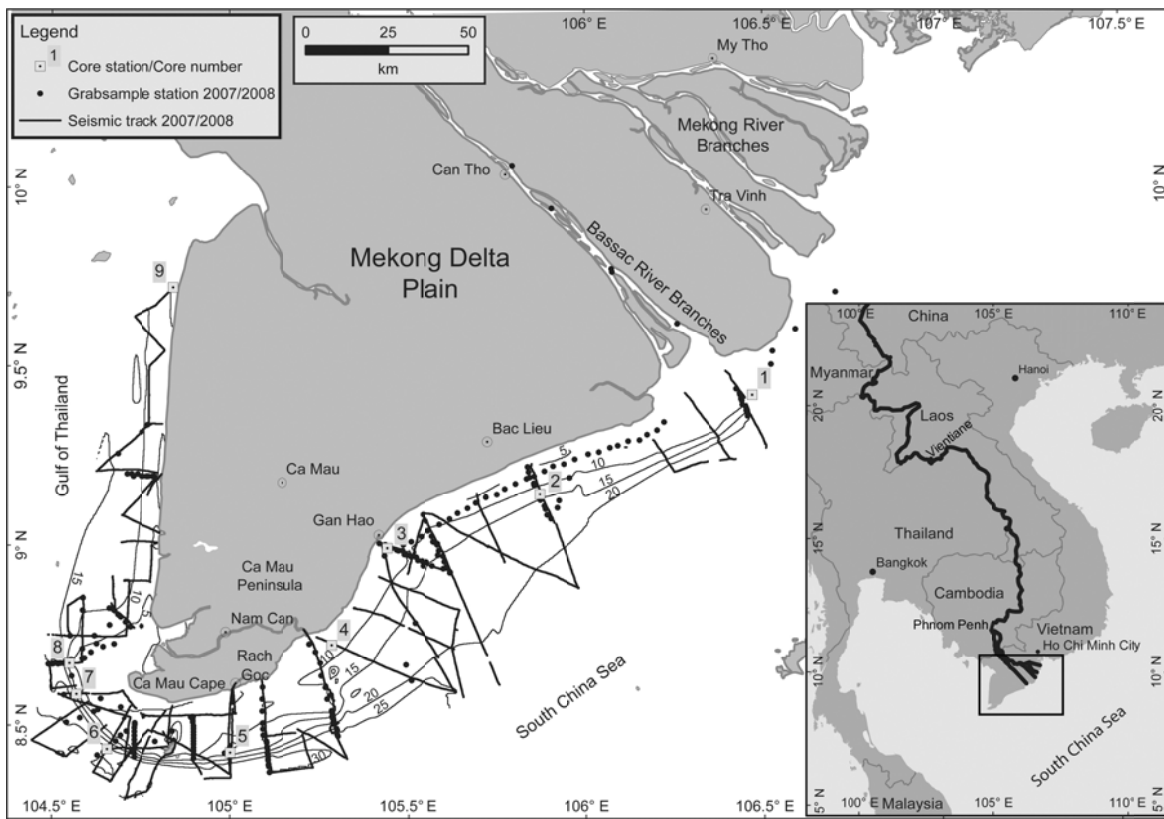 Legend
1
Core station/Core number
Grabsample station 2007/2008
Seismic track 2007/2008
0 25 50
km
106° E
106.5° E
107° E
107.5° E
My Tho
Mekong River
Branches
Can Tho
Tra Vinh
10° N
10° N
Bassac River Branches
Mekong Delta
Plain
9
9.5° N
Gulf of Thailand
1
Bac Lieu
5
10
15
20
2
Ca Mau
Gan Hao
3
9° N
Ca Mau
Peninsula
15
10
5
Nam Can
4
8
Rach
Goc
7
Ca Mau Cape
10
15
20
25
South China Sea
6
5
30
8.5° N
104.5° E
105° E
105.5° E
106° E
106.5° E
100° E
105° E
110° E
China
Myanmar
Hanoi
20° N
Laos
Vientiane
Thailand
15° N
Bangkok
Cambodia
Phnom Penh
Vietnam
Ho Chi Minh City
10° N
South China Sea
5° N
100° E
105° E
110° E
5° N
Malaysia